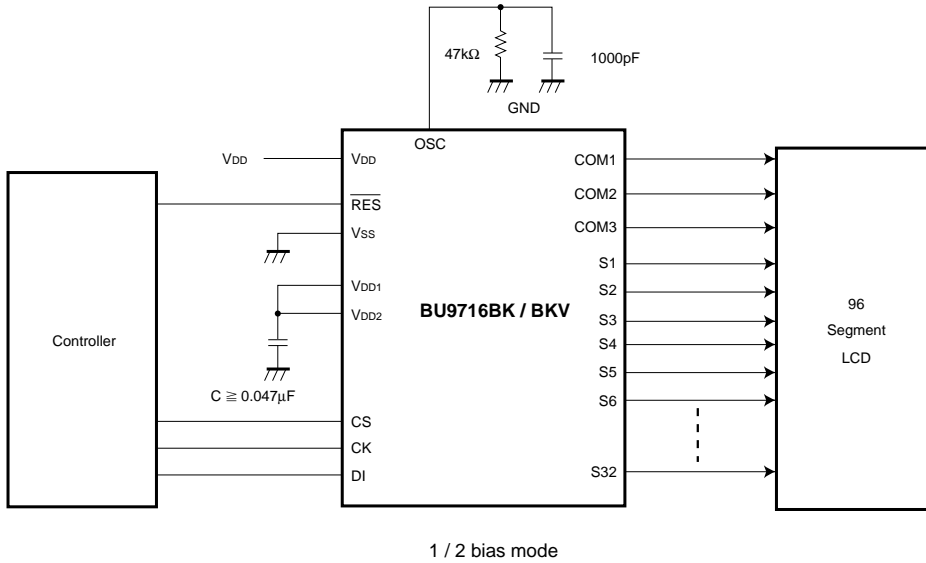 47kΩ
1000pF
GND
OSC
VDD
VDD
COM1
COM2
RES
COM3
VSS
S1
VDD1
S2
VDD2
BU9716BK / BKV
S3
96
Segment
LCD
Controller
S4
S5
C ≧ 0.047μF
S6
CS
CK
DI
S32
1 / 2 bias mode